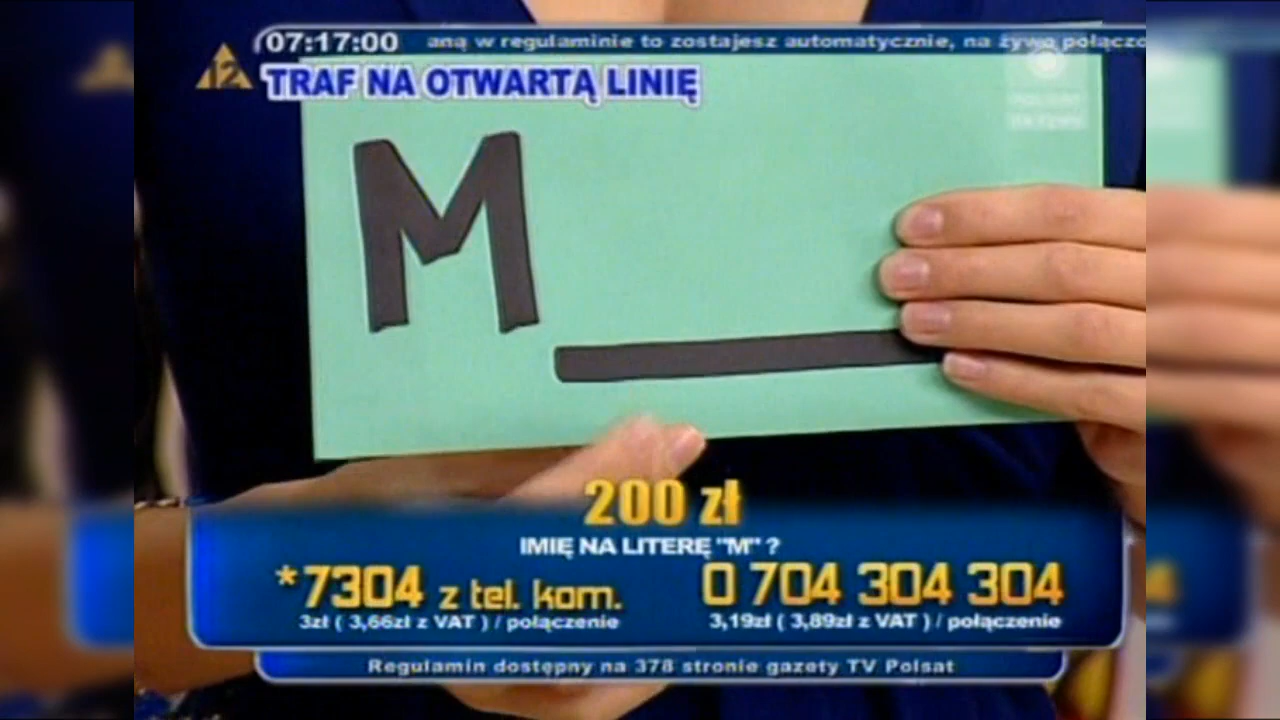 07:17:00
aną w regulaminie to zostajesz automatycznie, na żywo połączo
12
TRAF NA OTWARTĄ LINIĘ
M
200 zł
IMIĘ NA LITERĘ "M" ?
*7304 z tel. kom.
0 704 304 304
3zł ( 3,66zł z VAT ) / połączenie
3,19zł ( 3,89zł z VAT ) / połączenie
Regulamin dostępny na 378 stronie gazety TV Polsat